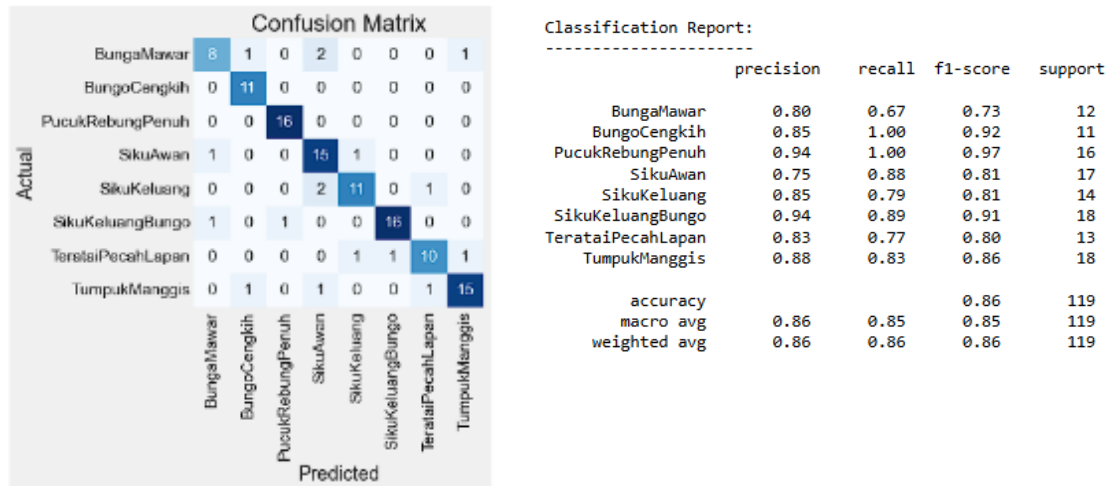 Confusion Matrix
BungaMawar 8 1 0 2 0 0 0 1
BungoCengkih 0 11 0 0 0 0 0 0
PucukRebungPenuh 0 0 16 0 0 0 0 0
SikuAwan 1 0 0 15 1 0 0 0
SikuKeluang 0 0 0 2 11 0 1 0
SikuKeluangBungo 1 0 1 0 0 16 0 0
TerataiPecahLapan 0 0 0 0 1 1 10 1
TumpukManggis 0 1 0 1 0 0 1 15
Actual
BungaMawar
BungoCengkih
PucukRebungPenuh
SikuAwan
SikuKeluang
SikuKeluangBungo
TerataiPecahLapan
TumpukManggis
Predicted
Classification Report:
-----------------------
precision recall f1-score support
BungaMawar 0.80 0.67 0.73 12
BungoCengkih 0.85 1.00 0.92 11
PucukRebungPenuh 0.94 1.00 0.97 16
SikuAwan 0.75 0.88 0.81 17
SikuKeluang 0.85 0.79 0.81 14
SikuKeluangBungo 0.94 0.89 0.91 18
TerataiPecahLapan 0.83 0.77 0.80 13
TumpukManggis 0.88 0.83 0.86 18
accuracy 0.86 119
macro avg 0.86 0.85 0.85 119
weighted avg 0.86 0.86 0.86 119